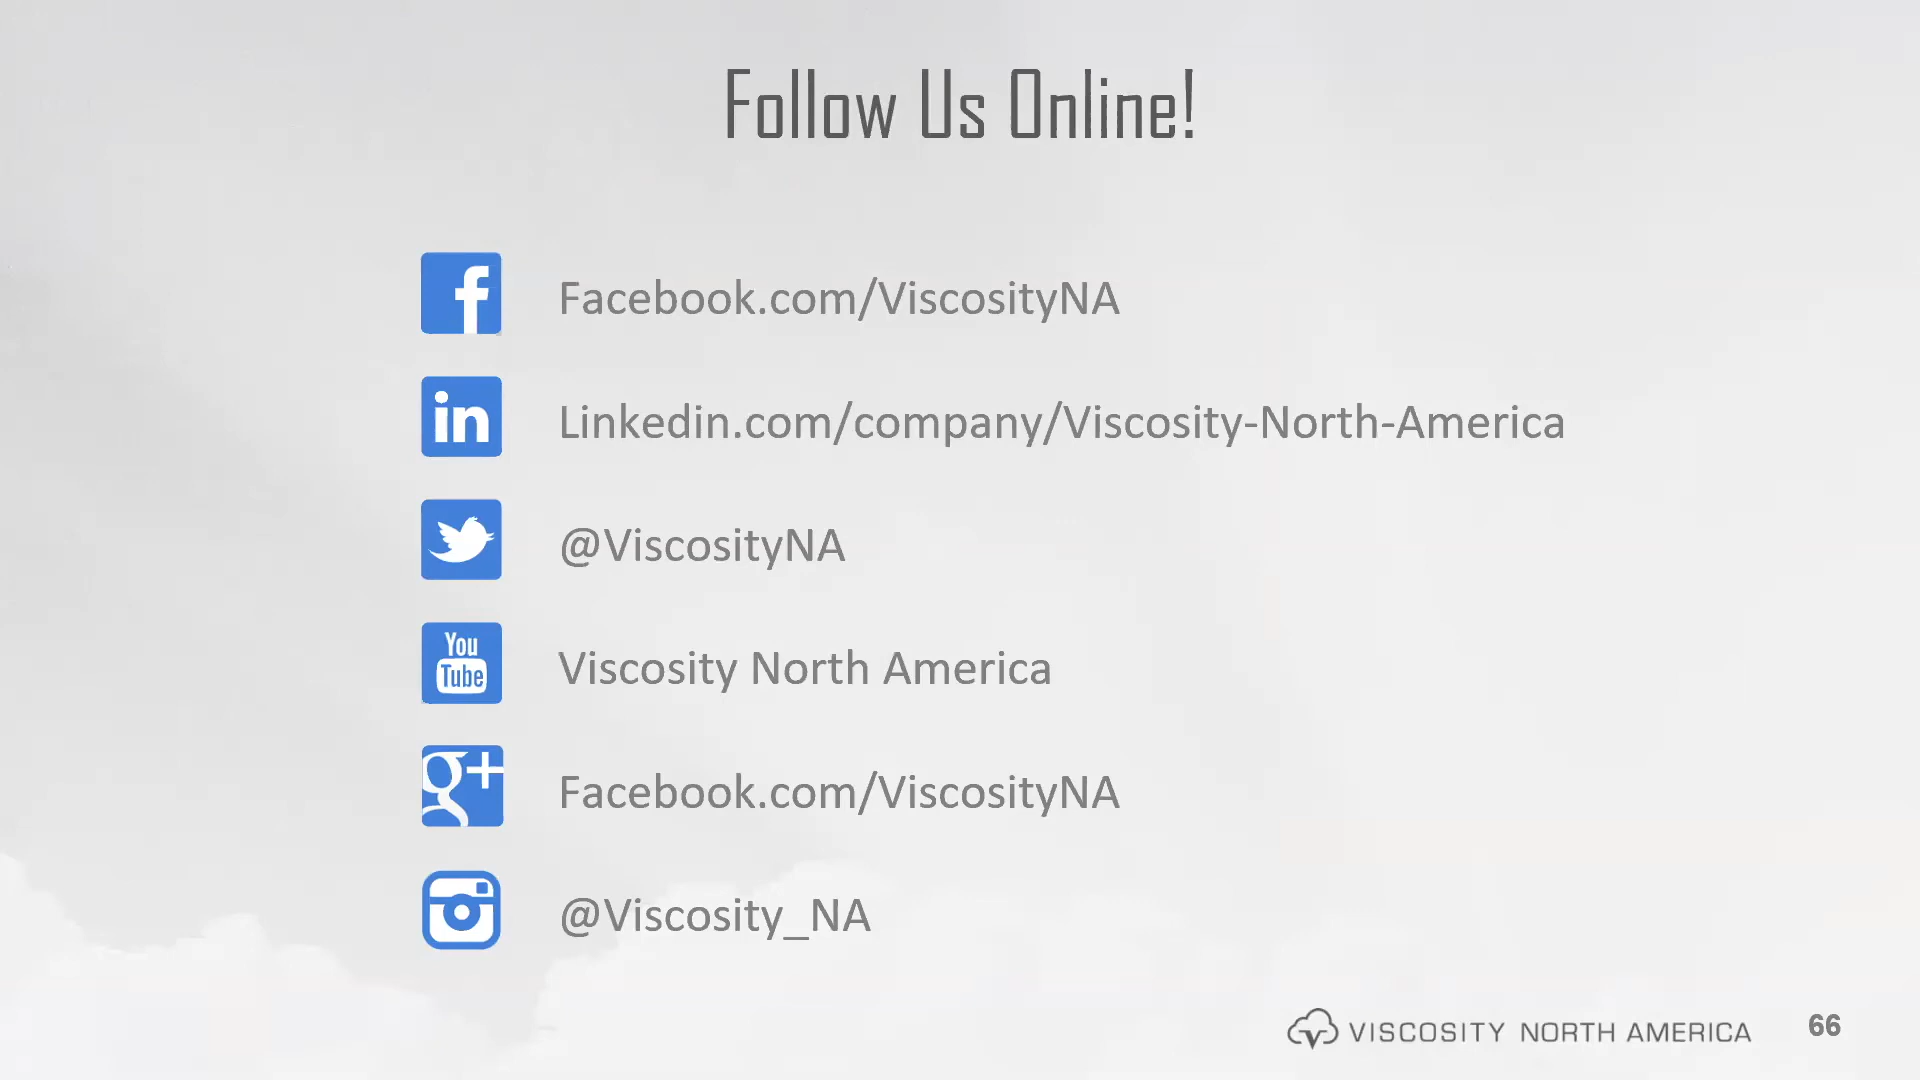 Follow Us Online!
Facebook.com/ViscosityNA
in
Linkedin.com/company/Viscosity-North-America
@ViscosityNA
You
Tube
Viscosity North America
g+
Facebook.com/ViscosityNA
@Viscosity_NA
VISCOSITY NORTH AMERICA
66